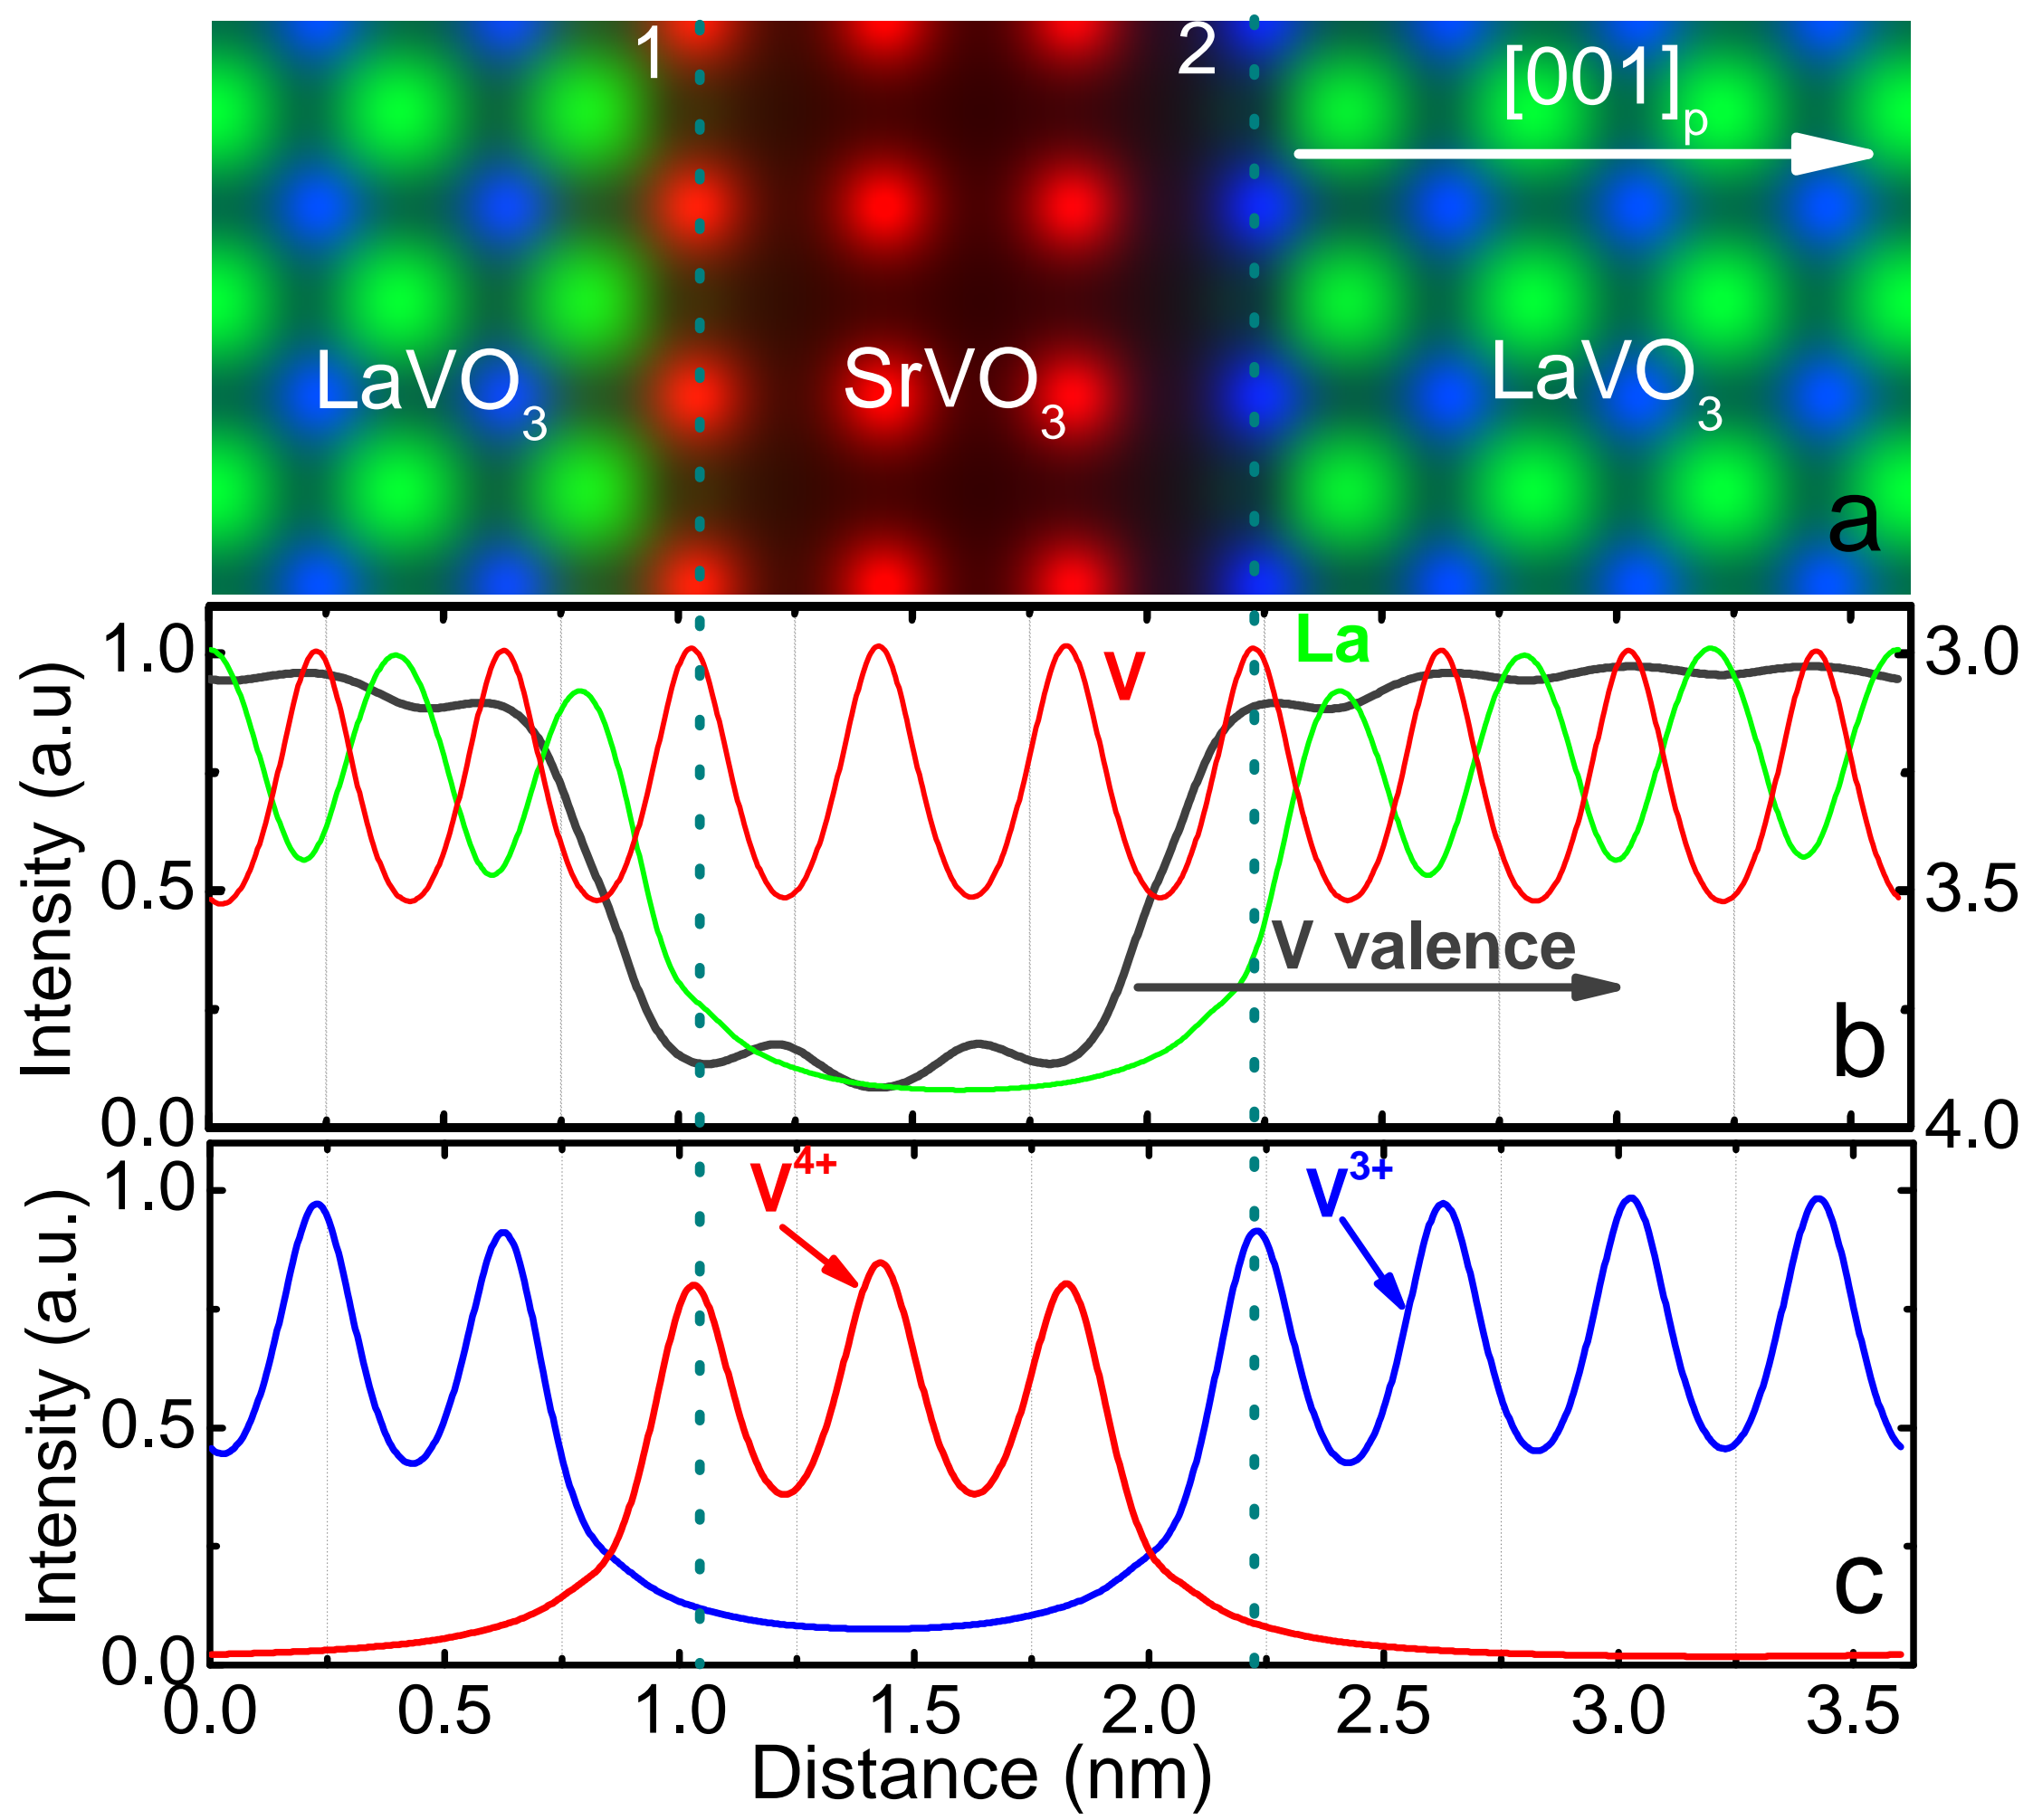 1
2
[001]p
LaVO3
SrVO3
LaVO3
a
Intensity (a.u)
1.0
0.5
0.0
V
La
V valence
3.0
3.5
4.0
b
Intensity (a.u.)
1.0
0.5
0.0
V4+
V3+
c
0.0 0.5 1.0 1.5 2.0 2.5 3.0 3.5
Distance (nm)